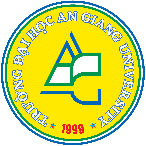 TRƯỜNG ĐẠI HỌC AN GIANG UNIVERSITY
1999